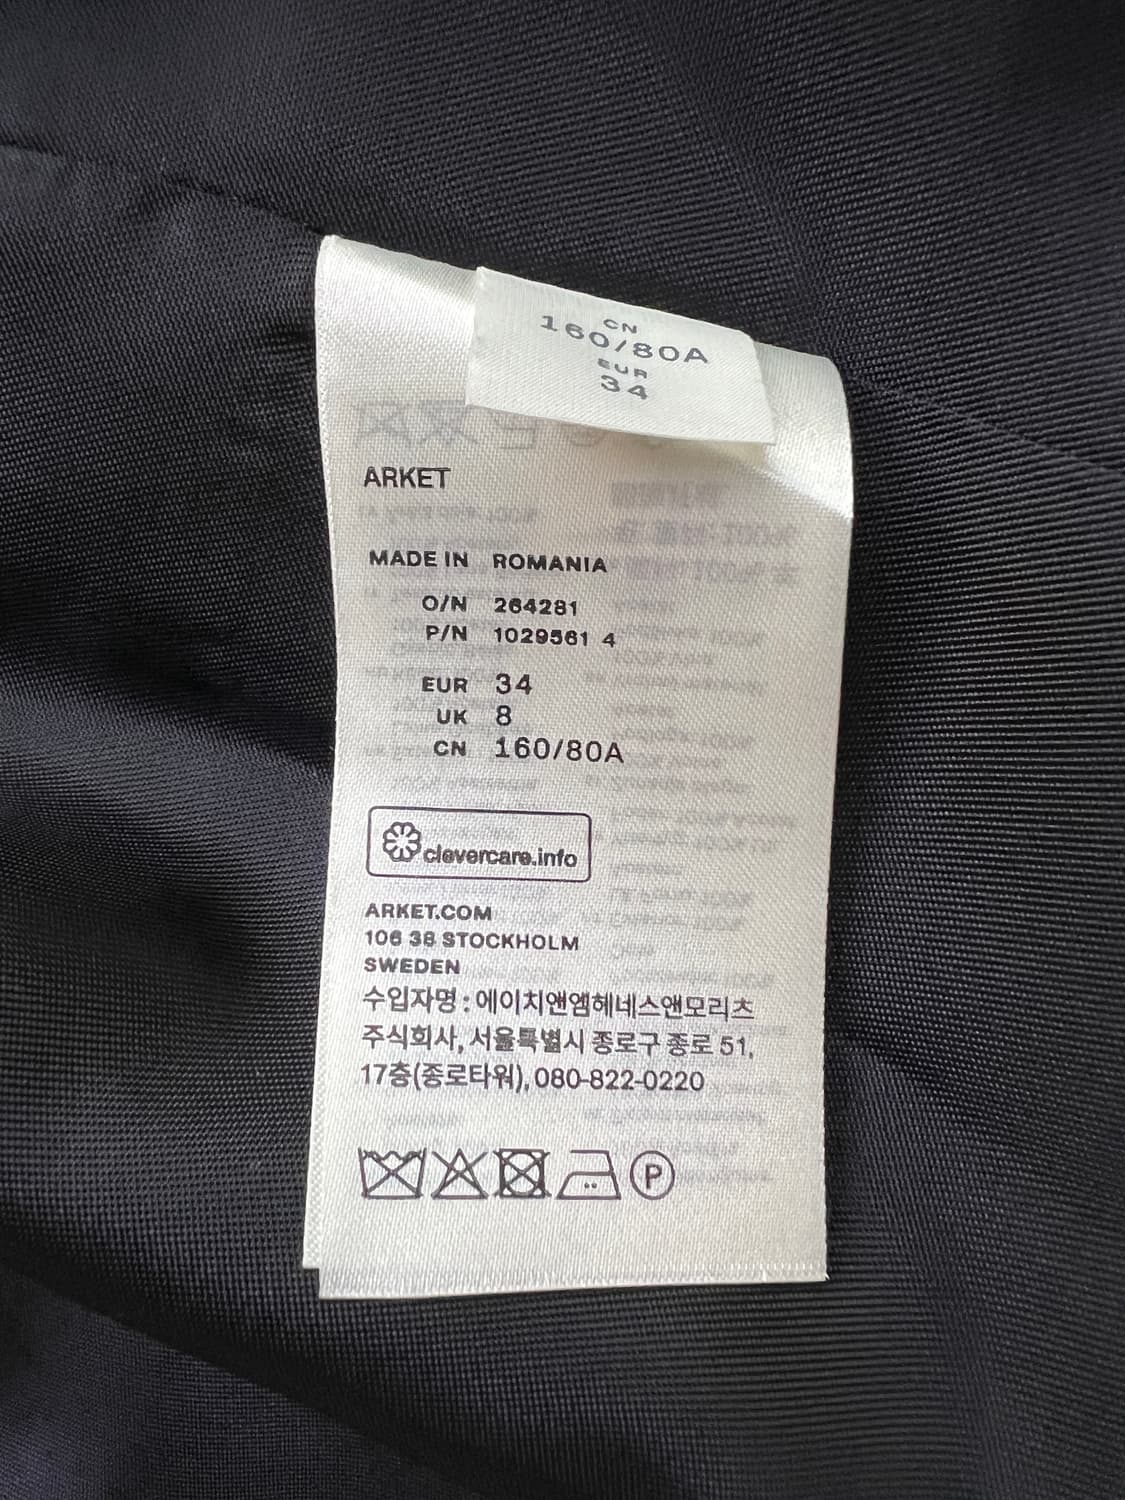 CN
160/80A
EUR
34
ARKET
MADE IN ROMANIA
O/N 264281
P/N 1029561 4
EUR 34
UK 8
CN 160/80A
clevercare.info
ARKET.COM
106 38 STOCKHOLM
SWEDEN
수입자명 : 에이치앤엠헤네스앤모리츠
주식회사, 서울특별시 종로구 종로 51,
17층(종로타워), 080-822-0220
P